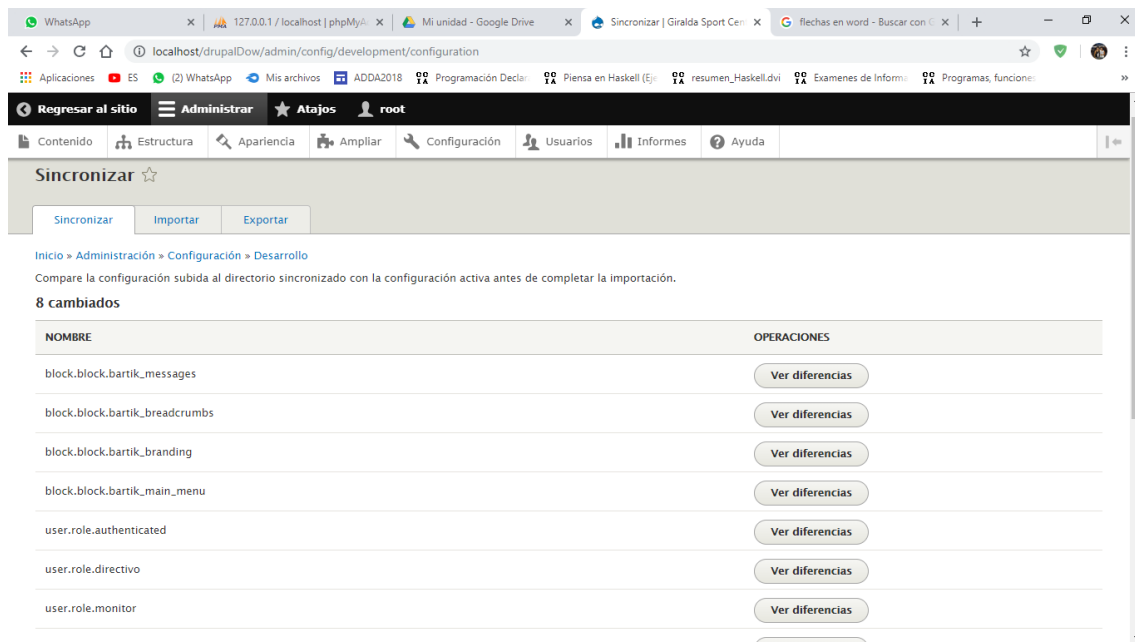 WhatsApp
127.0.0.1 / localhost | phpMyA
Mi unidad - Google Drive
Sincronizar | Giralda Sport Cen
flechas en word - Buscar con G
localhost/drupalDow/admin/config/development/configuration
Aplicaciones
ES
(2) WhatsApp
Mis archivos
ADDA2018
Programación Declar
Piensa en Haskell (Eje
resumen_Haskell.dvi
Examenes de Informa
Programas, funciones
Regresar al sitio
Administrar
Atajos
root
Contenido
Estructura
Apariencia
Ampliar
Configuración
Usuarios
Informes
Ayuda
Sincronizar
Sincronizar
Importar
Exportar
Inicio » Administración » Configuración » Desarrollo
Compare la configuración subida al directorio sincronizado con la configuración activa antes de completar la importación.
8 cambiados
NOMBRE OPERACIONES
block.block.bartik_messages Ver diferencias
block.block.bartik_breadcrumbs Ver diferencias
block.block.bartik_branding Ver diferencias
block.block.bartik_main_menu Ver diferencias
user.role.authenticated Ver diferencias
user.role.directivo Ver diferencias
user.role.monitor Ver diferencias